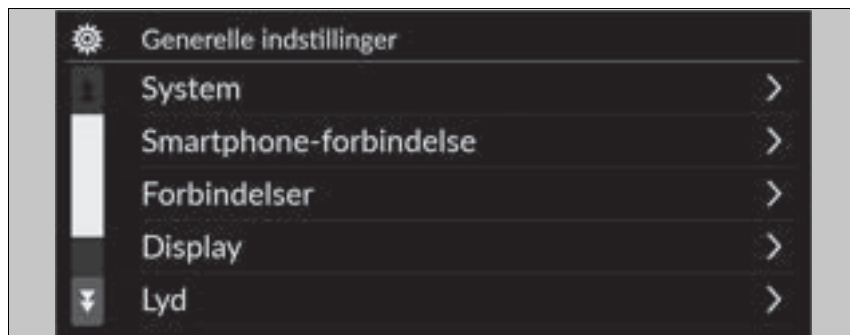 Generelle indstillinger
System
Smartphone-forbindelse
Forbindelser
Display
Lyd